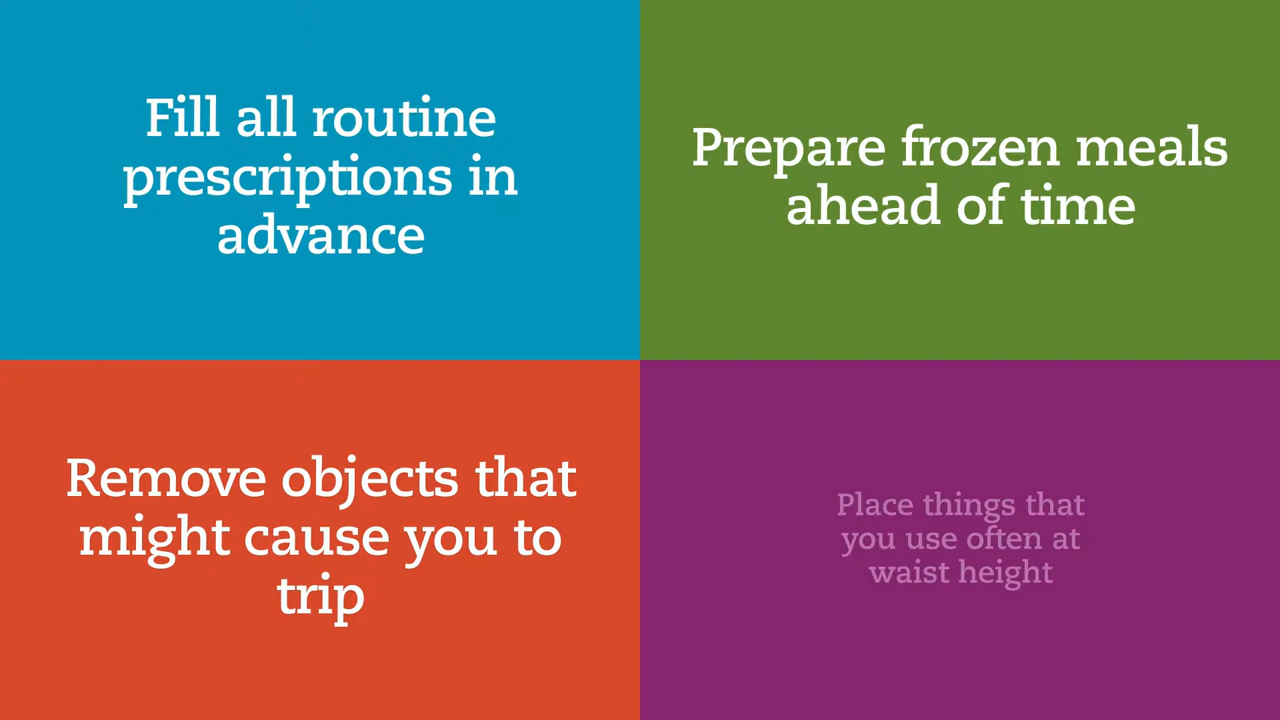 Fill all routine
prescriptions in
advance
Prepare frozen meals
ahead of time
Remove objects that
might cause you to
trip
Place things that
you use often at
waist height